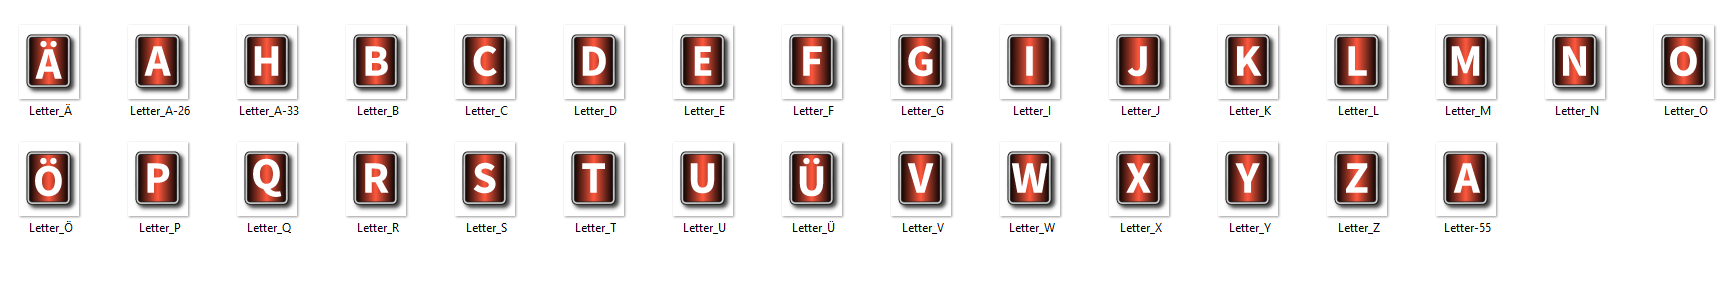 Ä A H B C D E F G I J K L M N O
Letter_Ä Letter_A-26 Letter_A-33 Letter_B Letter_C Letter_D Letter_E Letter_F Letter_G Letter_I Letter_J Letter_K Letter_L Letter_M Letter_N Letter_O
Ö P Q R S T U Ü V W X Y Z A
Letter_Ö Letter_P Letter_Q Letter_R Letter_S Letter_T Letter_U Letter_Ü Letter_V Letter_W Letter_X Letter_Y Letter_Z Letter-55